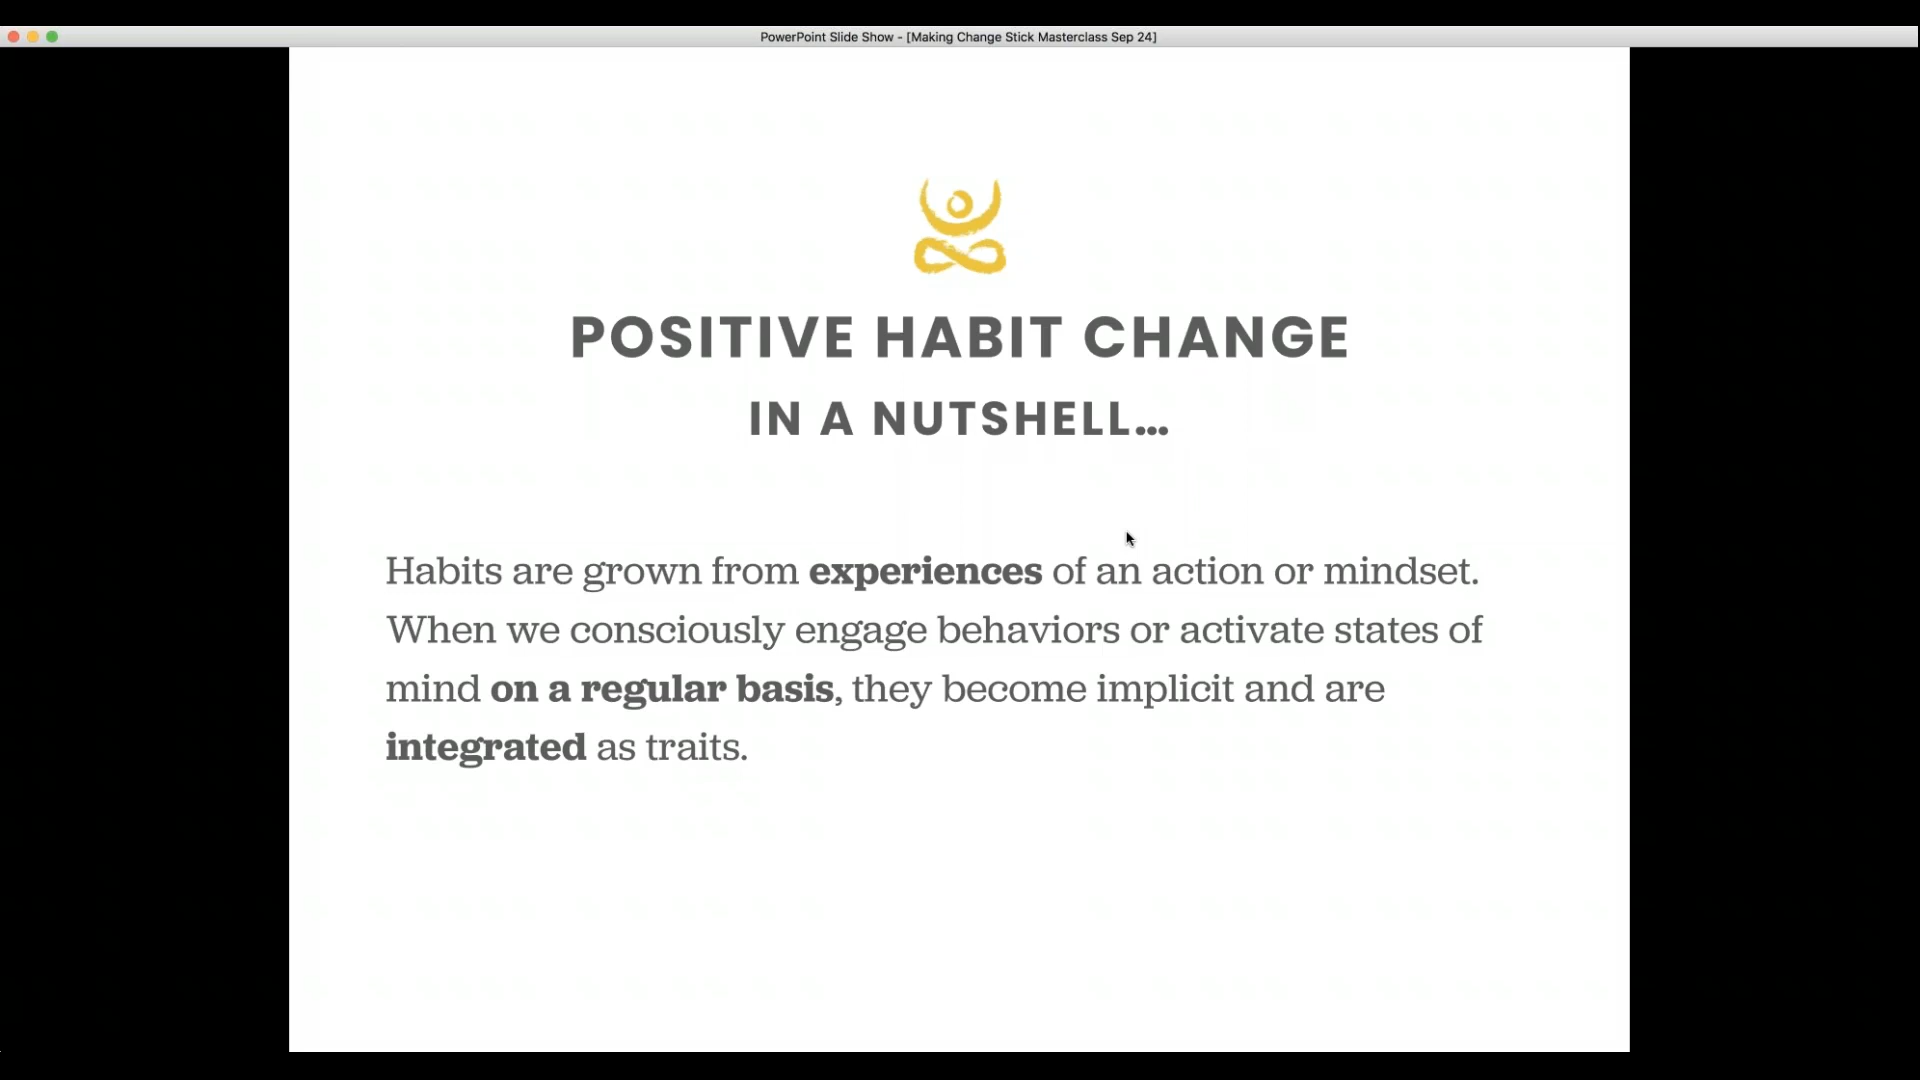 PowerPoint Slide Show - [Making Change Stick Masterclass Sep 24]
POSITIVE HABIT CHANGE
IN A NUTSHELL...
Habits are grown from experiences of an action or mindset.
When we consciously engage behaviors or activate states of
mind on a regular basis, they become implicit and are
integrated as traits.